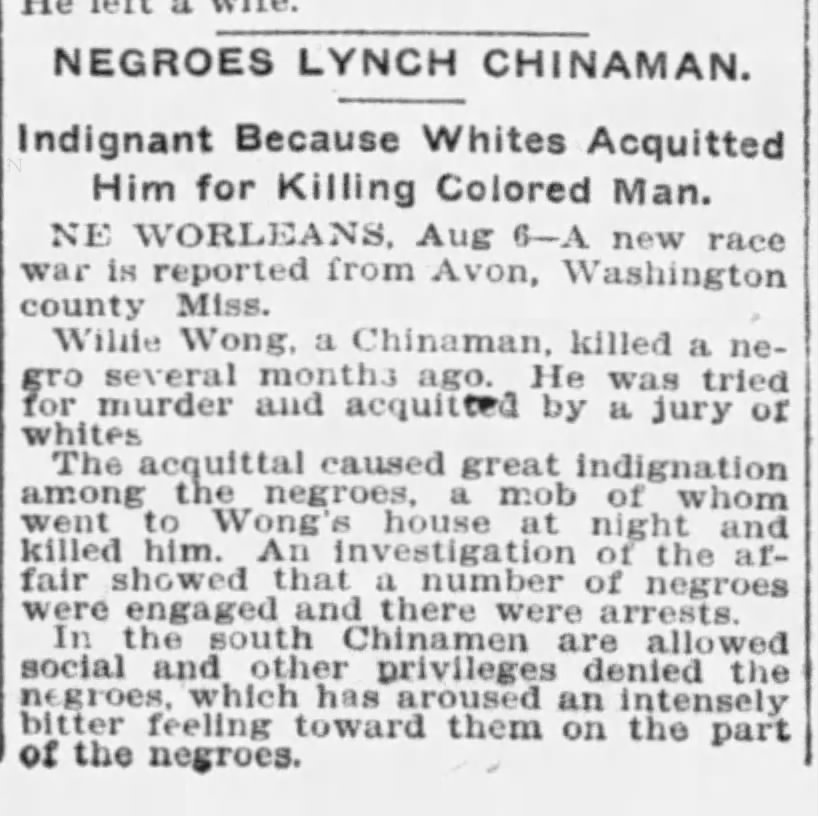 He left a wife.
NEGROES LYNCH CHINAMAN.
Indignant Because Whites Acquitted
Him for Killing Colored Man.
NE WORLEANS, Aug 6—A new race
war is reported from Avon, Washington
county Miss.
Willie Wong, a Chinaman, killed a ne-
gro several months ago. He was tried
for murder and acquitted by a jury of
whites
The acquittal caused great indignation
among the negroes, a mob of whom
went to Wong's house at night and
killed him. An investigation of the af-
fair showed that a number of negroes
were engaged and there were arrests.
In the south Chinamen are allowed
social and other privileges denied the
negroes, which has aroused an intensely
bitter feeling toward them on the part
of the negroes.